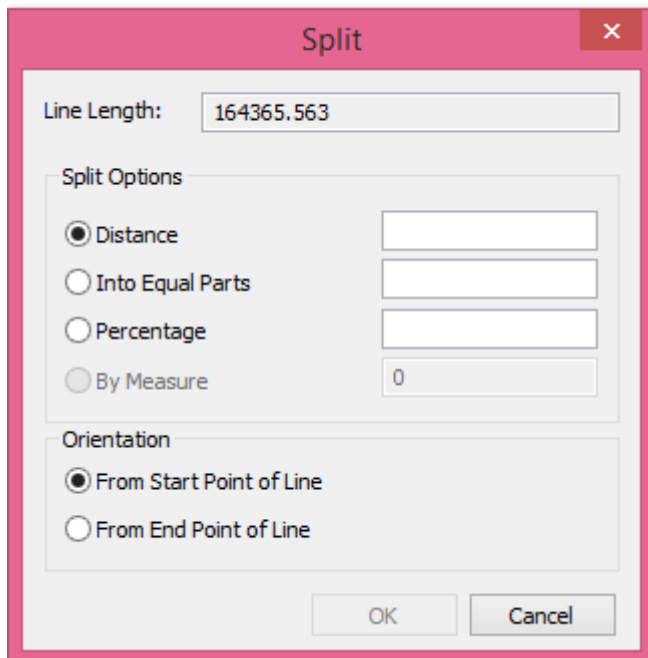 Split
Line Length: 164365.563
Split Options
Distance
Into Equal Parts
Percentage
By Measure 0
Orientation
From Start Point of Line
From End Point of Line
OK Cancel